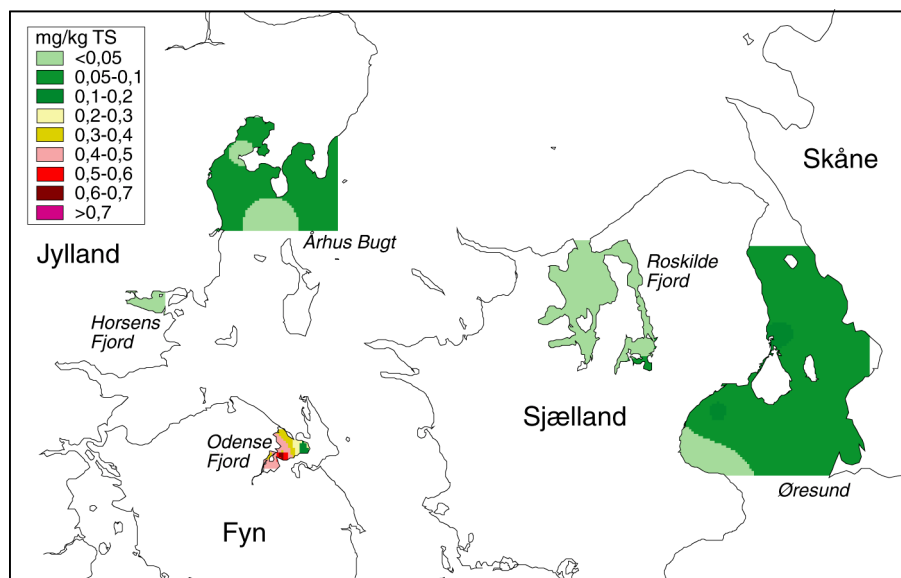 mg/kg TS
<0,05
0,05-0,1
0,1-0,2
0,2-0,3
0,3-0,4
0,4-0,5
0,5-0,6
0,6-0,7
>0,7
Skåne
Århus Bugt
Jylland
Roskilde
Fjord
Horsens
Fjord
Sjælland
Odense
Fjord
Øresund
Fyn